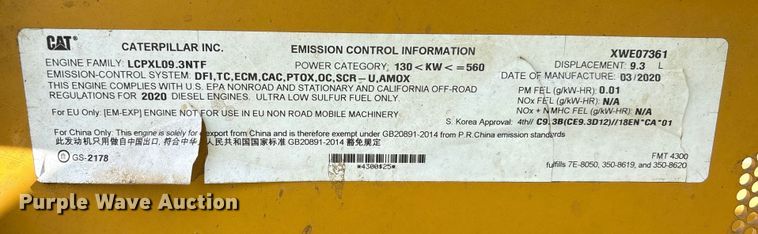 CAT CATERPILLAR INC. EMISSION CONTROL INFORMATION XWE07361
ENGINE FAMILY: LCPXL09.3NTF POWER CATEGORY: 130<KW<=560 DISPLACEMENT: 9.3 L
EMISSION-CONTROL SYSTEM: DFI,TC,ECM,CAC,PTOX,OC,SCR-U,AMOX DATE OF MANUFACTURE: 03/2020
THIS ENGINE COMPLIES WITH U.S. EPA NONROAD AND STATIONARY AND CALIFORNIA OFF-ROAD PM FEL (g/kW-HR): 0.01
REGULATIONS FOR 2020 DIESEL ENGINES. ULTRA LOW SULFUR FUEL ONLY NOx FEL (g/kW-HR): N/A
For EU Only: [EM-EXP] ENGINE NOT FOR USE IN EU NON ROAD MOBILE MACHINERY NOx + NMHC FEL (g/kW-HR): N/A
S. Korea Approval: 4th// C9.3B(CE9.3D12)//18EN*CA*01
For China Only: This engine is solely for export from China and is therefore exempt under GB20891-2014 from P.R.China emission standards
此发动机只用做自中国出口, 符合中华人民共和国国家标准 GB20891-2014 豁免规定
GS-2178 *4300$25* FMT 4300
fulfills 7E-8050, 350-8619, and 350-8620
Purple Wave Auction